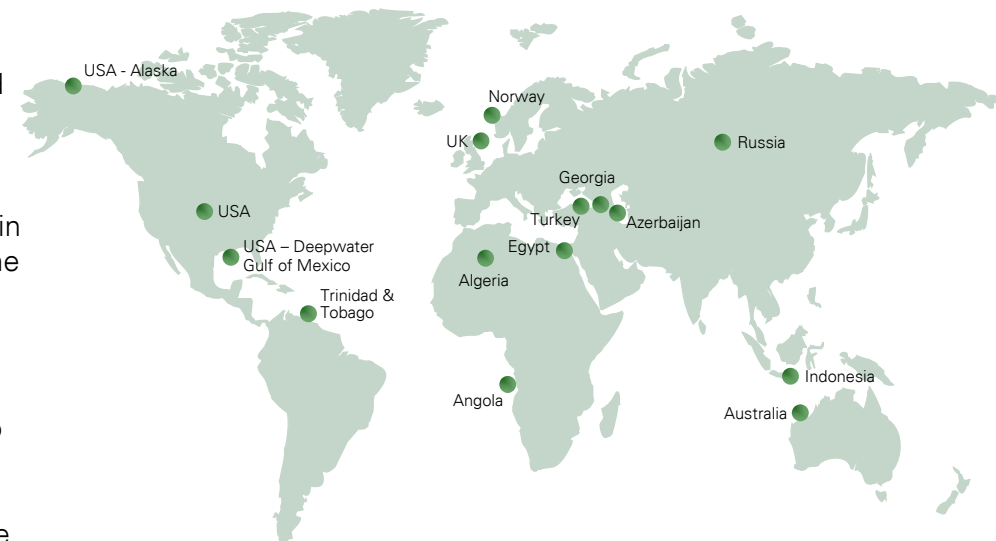 USA - Alaska
Norway
UK
Russia
Georgia
in
USA
Turkey
Azerbaijan
USA – Deepwater
Gulf of Mexico
Egypt
Algeria
Trinidad &
Tobago
Indonesia
Angola
Australia